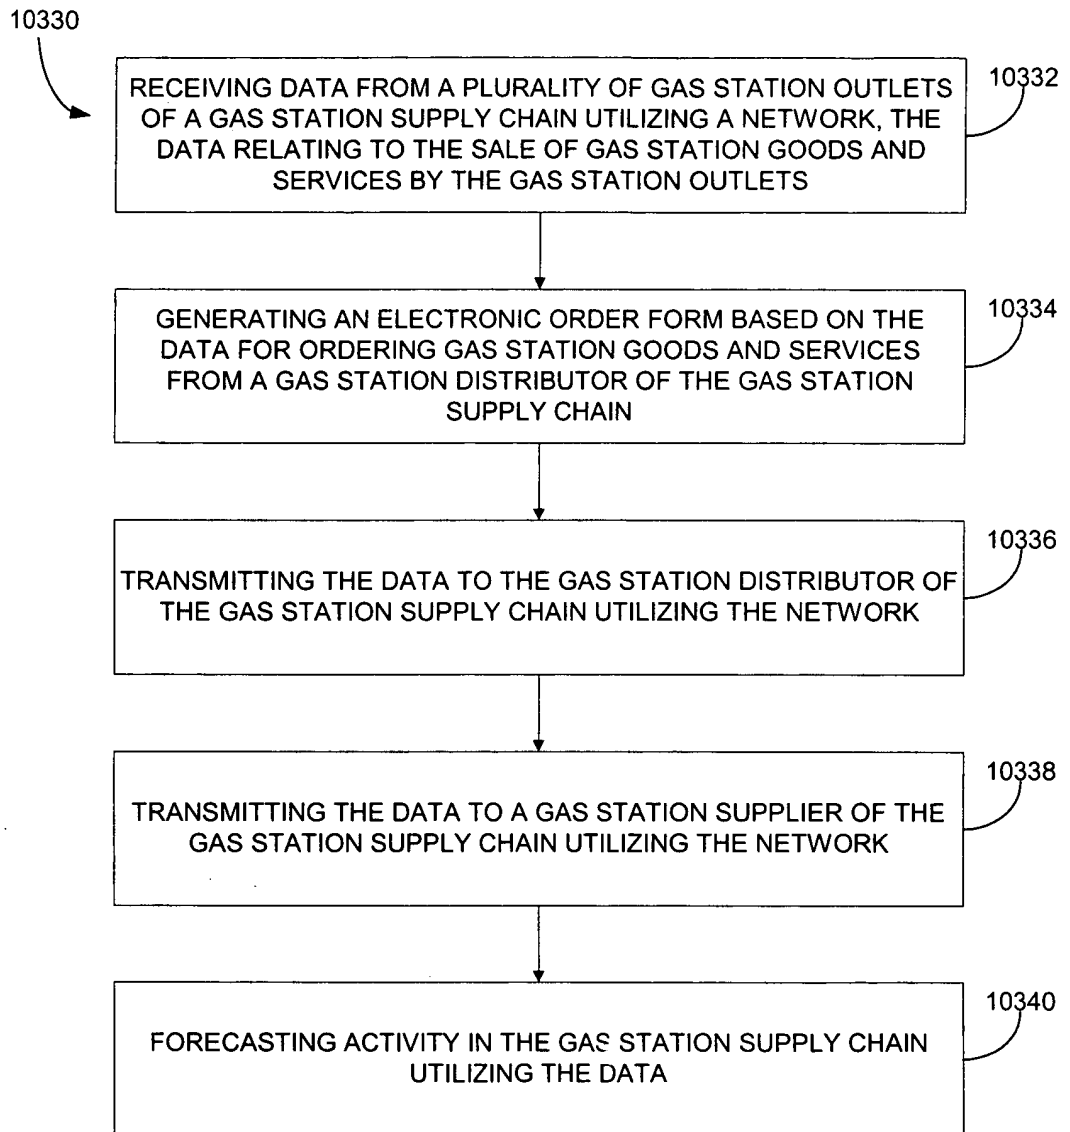 10330
RECEIVING DATA FROM A PLURALITY OF GAS STATION OUTLETS
OF A GAS STATION SUPPLY CHAIN UTILIZING A NETWORK, THE
DATA RELATING TO THE SALE OF GAS STATION GOODS AND
SERVICES BY THE GAS STATION OUTLETS
10332
GENERATING AN ELECTRONIC ORDER FORM BASED ON THE
DATA FOR ORDERING GAS STATION GOODS AND SERVICES
FROM A GAS STATION DISTRIBUTOR OF THE GAS STATION
SUPPLY CHAIN
10334
TRANSMITTING THE DATA TO THE GAS STATION DISTRIBUTOR OF
THE GAS STATION SUPPLY CHAIN UTILIZING THE NETWORK
10336
TRANSMITTING THE DATA TO A GAS STATION SUPPLIER OF THE
GAS STATION SUPPLY CHAIN UTILIZING THE NETWORK
10338
FORECASTING ACTIVITY IN THE GAS STATION SUPPLY CHAIN
UTILIZING THE DATA
10340